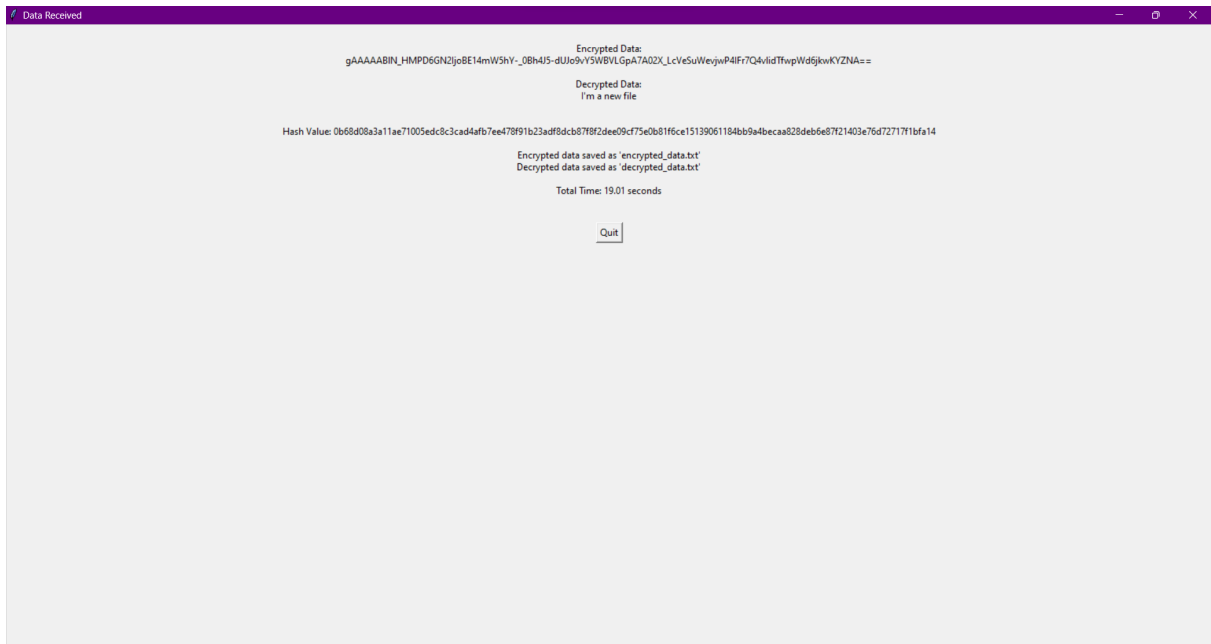 Data Received
Encrypted Data:
gAAAAABlN_HMPD6GN2ljoBE14mW5hY-_0Bh4J5-dUJo9vY5WBVLGpA7A02X_LcVeSuWevjwP4lFr7Q4vlidTfwpWd6jkwKYZNA==
Decrypted Data:
I'm a new file
Hash Value: 0b68d08a3a11ae71005edc8c3cad4afb7ee478f91b23adf8dcb87f8f2dee09cf75e0b81f6ce15139061184bb9a4becaa828deb6e87f21403e76d72717f1bfa14
Encrypted data saved as 'encrypted_data.txt'
Decrypted data saved as 'decrypted_data.txt'
Total Time: 19.01 seconds
Quit